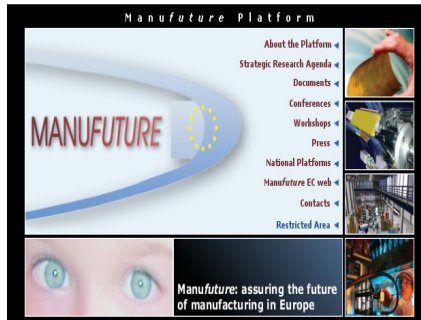 Manufuture Platform
About the Platform
Strategic Research Agenda
Documents
Conferences
Workshops
Press
National Platforms
Manufuture EC web
Contacts
Restricted Area
MANUFUTURE
Manufuture: assuring the future
of manufacturing in Europe